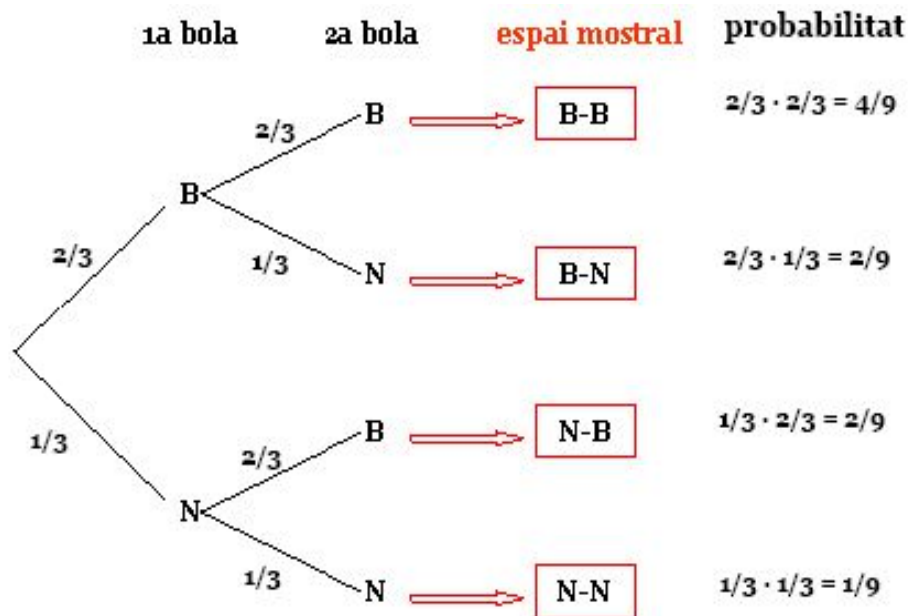 1a bola 2a bola espai mostral probabilitat
2/3 B B-B 2/3 · 2/3 = 4/9
B
2/3 1/3 N B-N 2/3 · 1/3 = 2/9
1/3 2/3 B N-B 1/3 · 2/3 = 2/9
N
1/3 N N-N 1/3 · 1/3 = 1/9